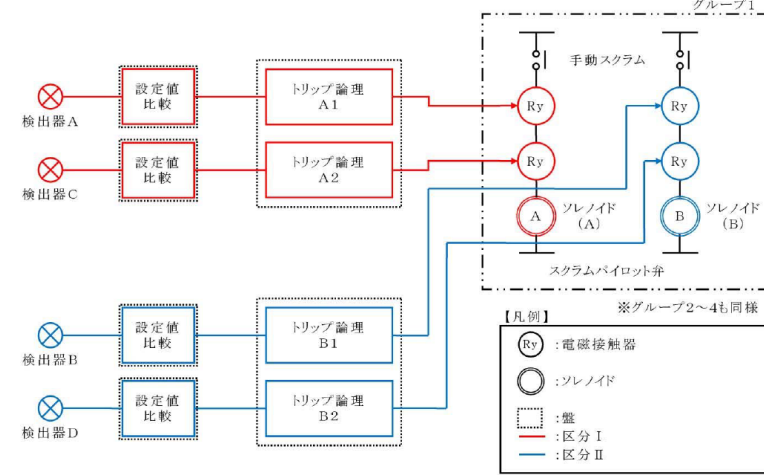 グループ1
手動スクラム
検出器A
設定値
比較
トリップ論理
A1
Ry
Ry
検出器C
設定値
比較
トリップ論理
A2
Ry
Ry
A
ソレノイド
(A)
B
ソレノイド
(B)
スクラムパイロット弁
※グループ2～4も同様
検出器B
設定値
比較
トリップ論理
B1
検出器D
設定値
比較
トリップ論理
B2
【凡例】
Ry :電磁接触器
:ソレノイド
:盤
:区分Ⅰ
:区分Ⅱ